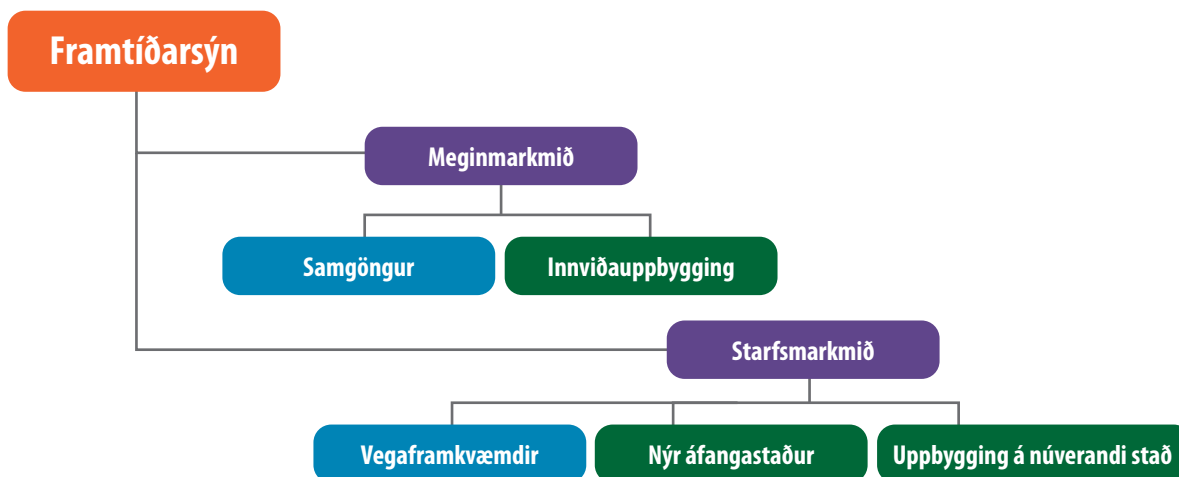 Framtíðarsýn
Meginmarkmið
Samgöngur
Innviðauppbygging
Starfsmarkmið
Vegaframkvæmdir
Nýr áfangastaður
Uppbygging á núverandi stað